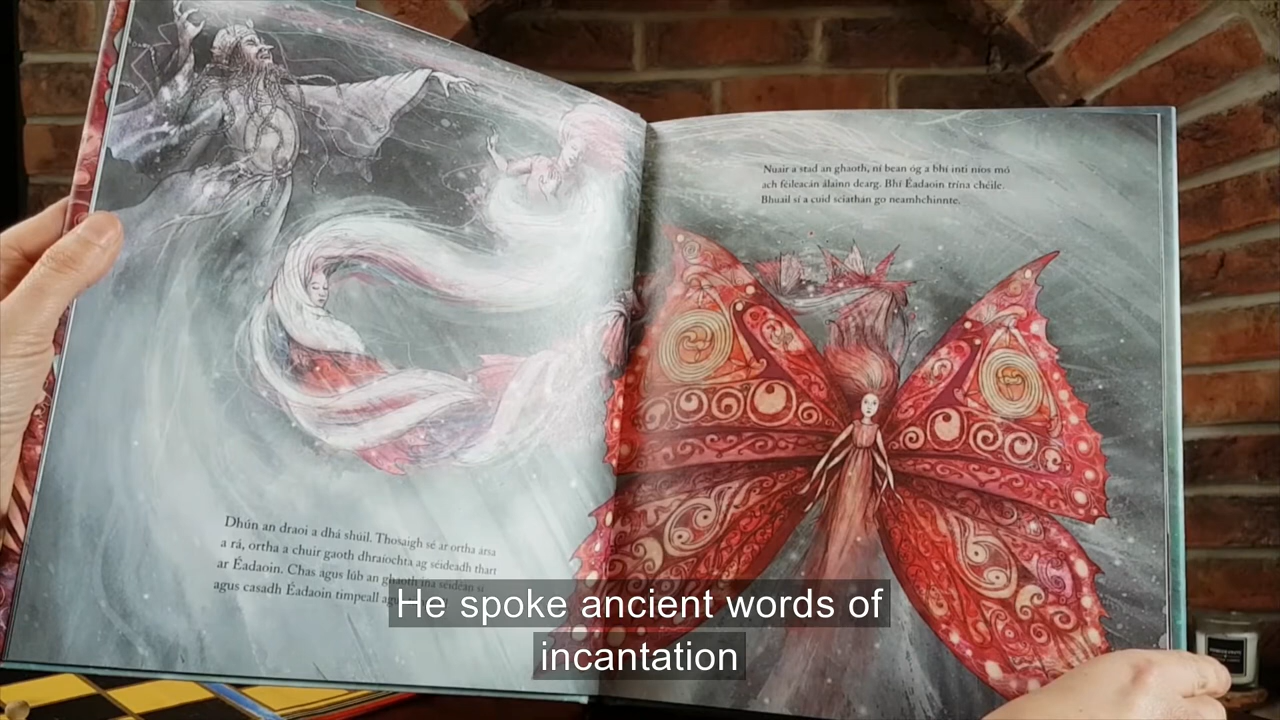 Dhún an draoi a dhá shúil. Thosaigh sé ar ortha ársa
a rá, ortha a chuir gaoth dhraíochta ag séideadh thart
ar Éadaoin. Chas agus lúb an ghaoth ina séideán sí
agus casadh Éadaoin timpeall
Nuair a stad an ghaoth, ní bean óg a bhí inti níos mó
ach féileacán álainn dearg. Bhí Éadaoin trína chéile.
Bhuail sí a cuid sciathán go neamhchinnte.
He spoke ancient words of
incantation